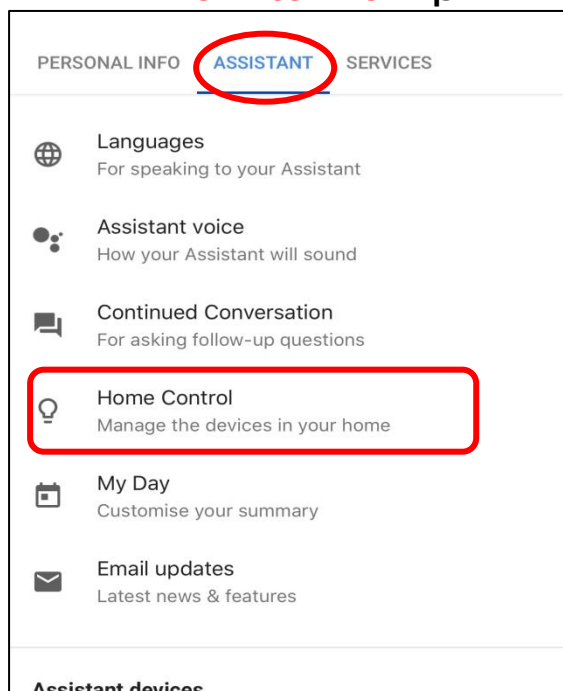 PERSONAL INFO ASSISTANT SERVICES
Languages
For speaking to your Assistant
Assistant voice
How your Assistant will sound
Continued Conversation
For asking follow-up questions
Home Control
Manage the devices in your home
My Day
Customise your summary
Email updates
Latest news & features
Assistant devices